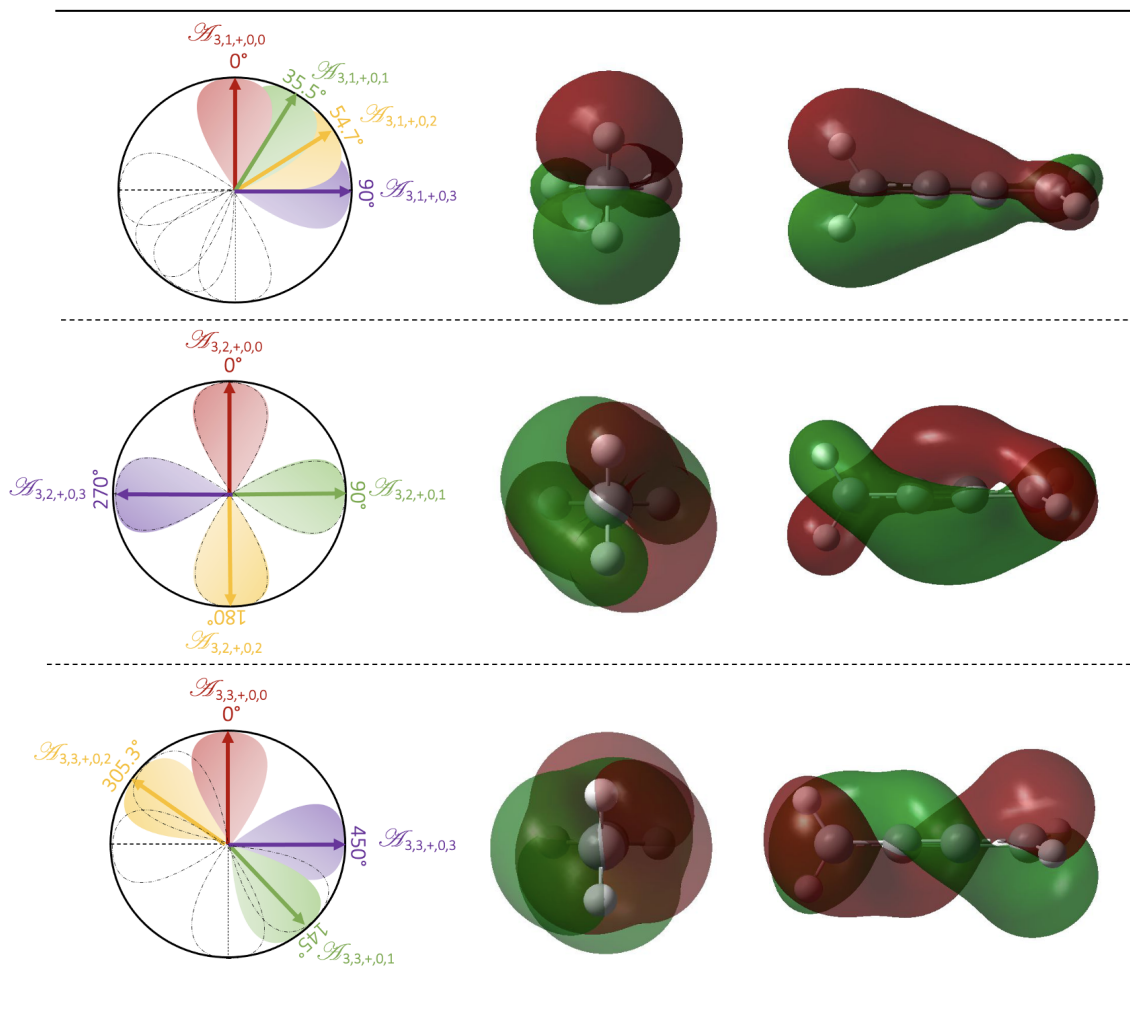 𝒜3,1,+,0,0
0°
35.5°
𝒜3,1,+,0,1
54.7°
𝒜3,1,+,0,2
90°
𝒜3,1,+,0,3
𝒜3,2,+,0,0
0°
𝒜3,2,+,0,3
270°
90°
𝒜3,2,+,0,1
180°
𝒜3,2,+,0,2
𝒜3,3,+,0,0
0°
𝒜3,3,+,0,2
305.3°
450°
𝒜3,3,+,0,3
145°
𝒜3,3,+,0,1